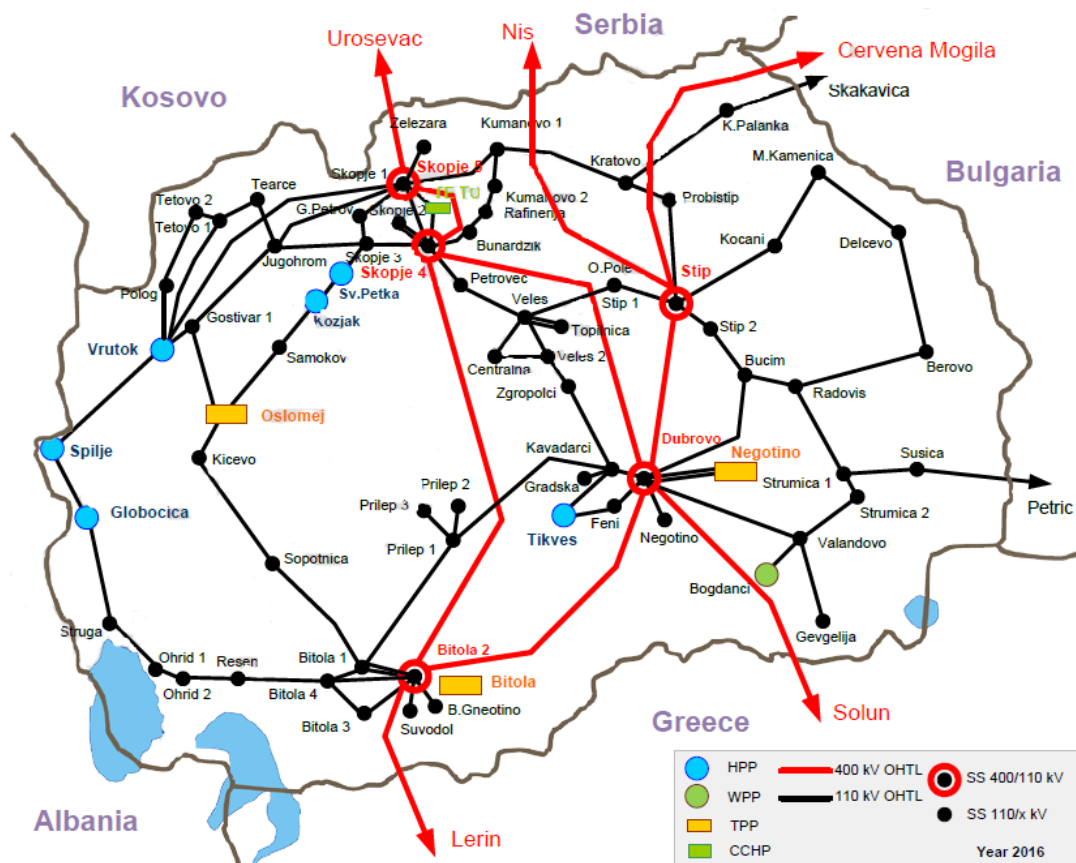 Serbia
Urosevac
Nis
Cervena Mogila
Kosovo
Skakavica
Zelezara
Kumanovo 1
K.Palanka
M.Kamenica
Bulgaria
Skopje 1
Skopje 5
Kratovo
Tearce
TE TO
Tetovo 2
G.Petrov
Skopje 2
Kumanovo 2
Probistip
Tetovo 1
Rafinerija
Kocani
Delcevo
Jugohrom
Skopje 3
Bunardzik
Skopje 4
Petrovec
O.Pole
Stip
Polog
Sv.Petka
Veles
Stip 1
Gostivar 1
Kozjak
Topilnica
Stip 2
Vrutok
Samokov
Veles 2
Bucim
Centralna
Berovo
Zgropolci
Radovis
Oslomej
Spilje
Kavadarci
Dubrovo
Negotino
Susica
Kicevo
Gradska
Strumica 1
Prilep 2
Prilep 3
Petric
Globocica
Feni
Strumica 2
Tikves
Negotino
Prilep 1
Valandovo
Sopotnica
Bogdanci
Struga
Gevgelija
Ohrid 1
Resen
Bitola 1
Bitola 2
Ohrid 2
Bitola 4
Bitola
B.Gneotino
Solun
Bitola 3
Suvodol
Greece
HPP
400 kV OHTL
SS 400/110 kV
WPP
110 kV OHTL
SS 110/x kV
Albania
TPP
Lerin
CCHP
Year 2016